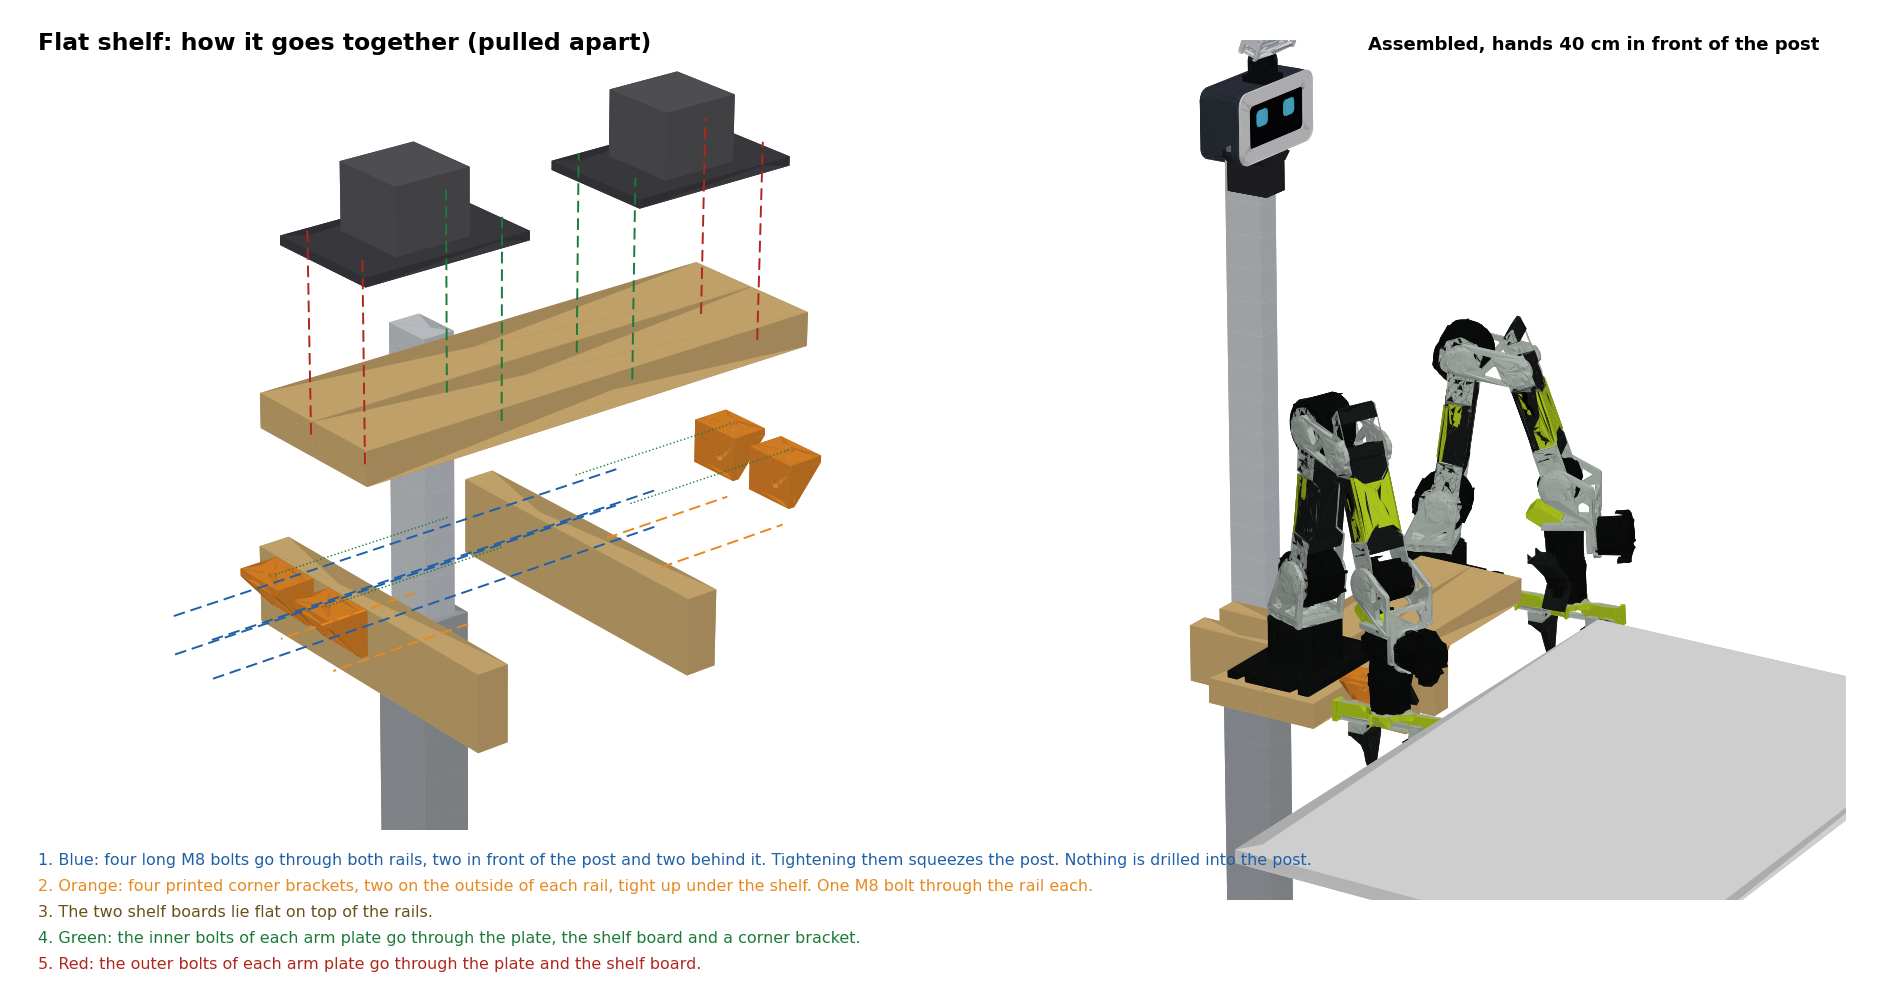 Flat shelf: how it goes together (pulled apart)
Assembled, hands 40 cm in front of the post
1. Blue: four long M8 bolts go through both rails, two in front of the post and two behind it. Tightening them squeezes the post. Nothing is drilled into the post.
2. Orange: four printed corner brackets, two on the outside of each rail, tight up under the shelf. One M8 bolt through the rail each.
3. The two shelf boards lie flat on top of the rails.
4. Green: the inner bolts of each arm plate go through the plate, the shelf board and a corner bracket.
5. Red: the outer bolts of each arm plate go through the plate and the shelf board.